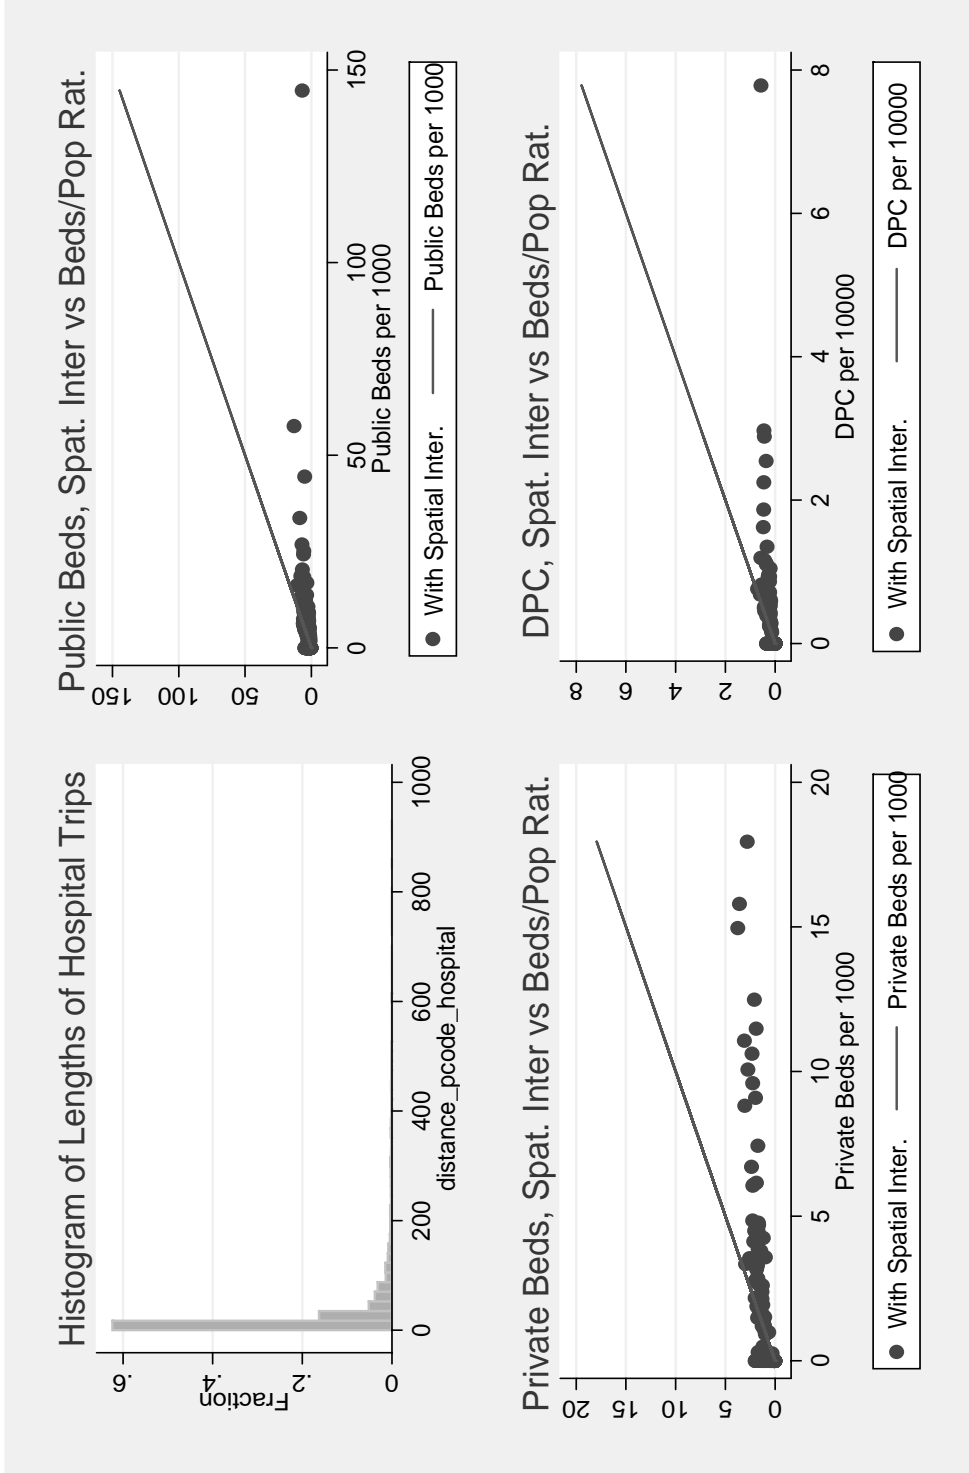 Histogram of Lengths of Hospital Trips
Fraction
.6
.4
.2
0
0 200 400 600 800 1000
distance_pcode_hospital
Public Beds, Spat. Inter vs Beds/Pop Rat.
150
100
50
0
0 50 100 150
Public Beds per 1000
With Spatial Inter. Public Beds per 1000
Private Beds, Spat. Inter vs Beds/Pop Rat.
20
15
10
5
0
0 5 10 15 20
Private Beds per 1000
With Spatial Inter. Private Beds per 1000
DPC, Spat. Inter vs Beds/Pop Rat.
8
6
4
2
0
0 2 4 6 8
DPC per 10000
With Spatial Inter. DPC per 10000